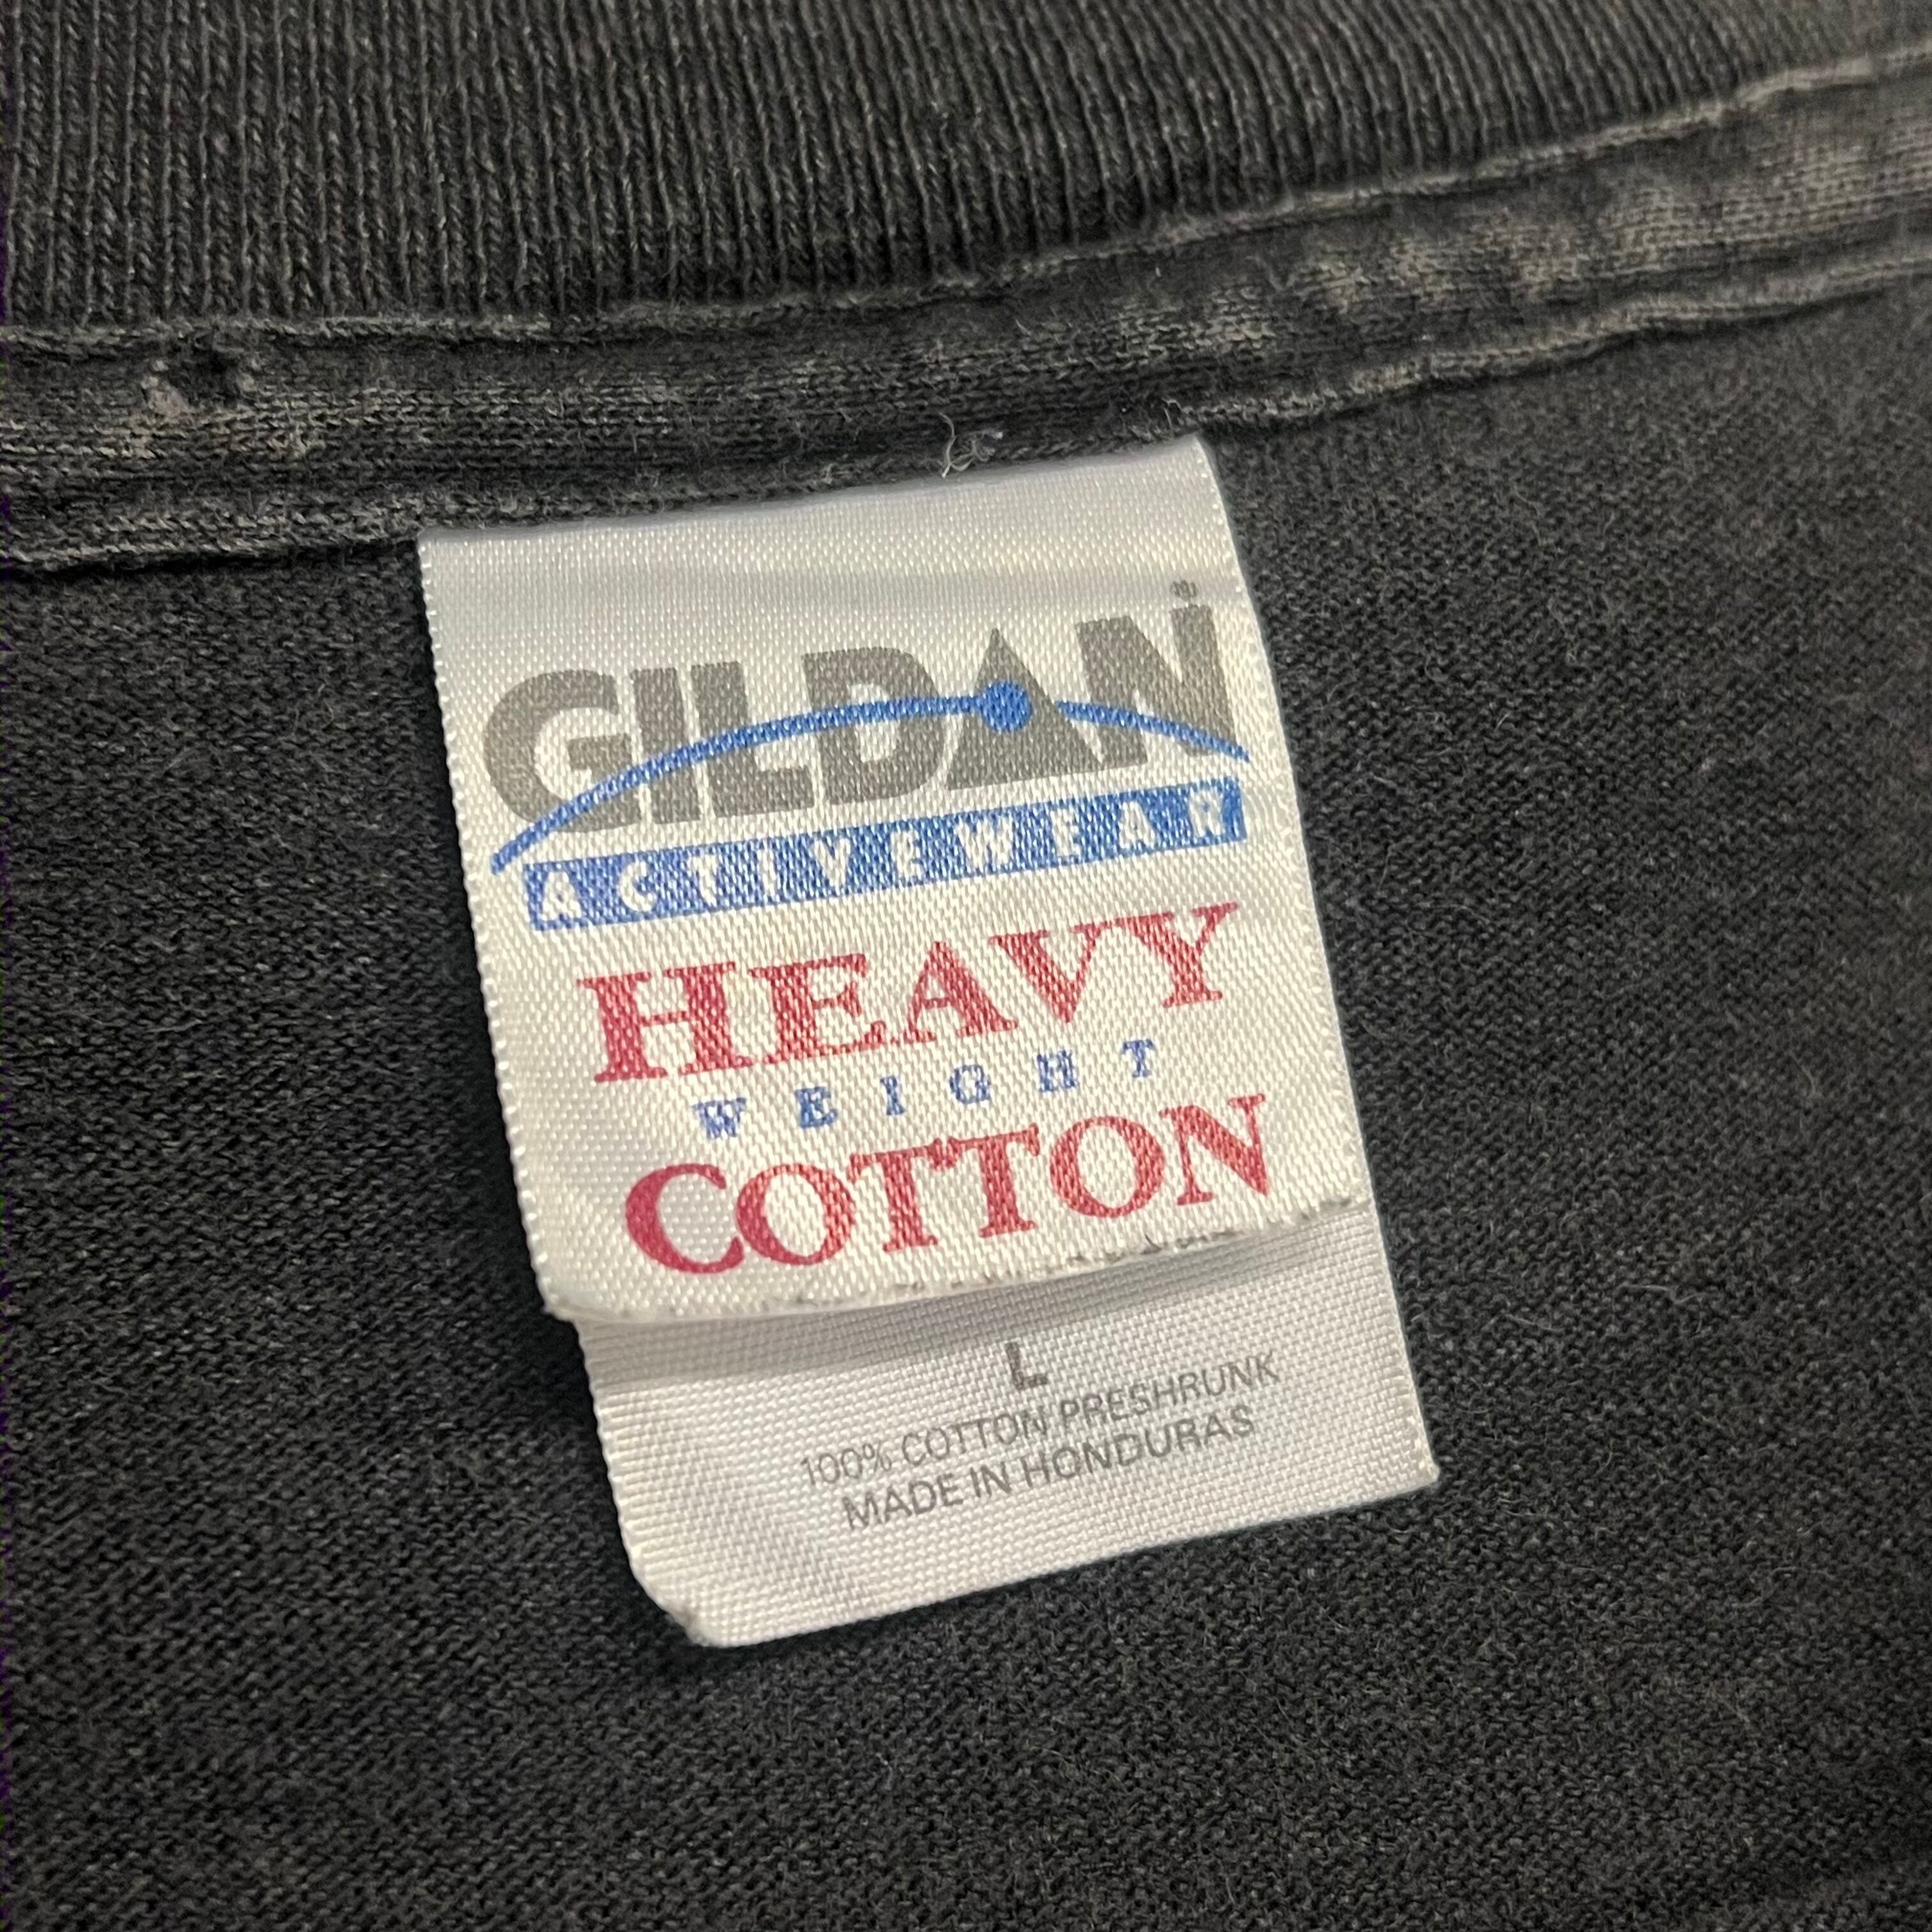 GILDAN®
ACTIVEWEAR
HEAVY
WEIGHT
COTTON
L
100% COTTON PRESHRUNK
MADE IN HONDURAS